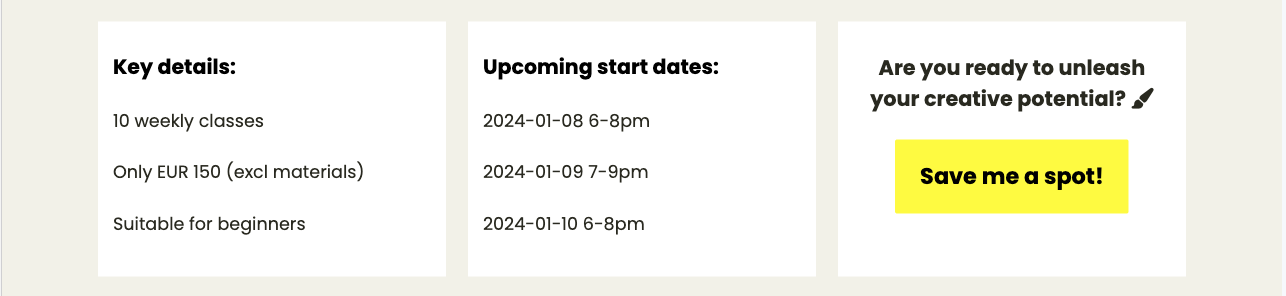 Key details:
10 weekly classes
Only EUR 150 (excl materials)
Suitable for beginners
Upcoming start dates:
2024-01-08 6-8pm
2024-01-09 7-9pm
2024-01-10 6-8pm
Are you ready to unleash
your creative potential?
Save me a spot!